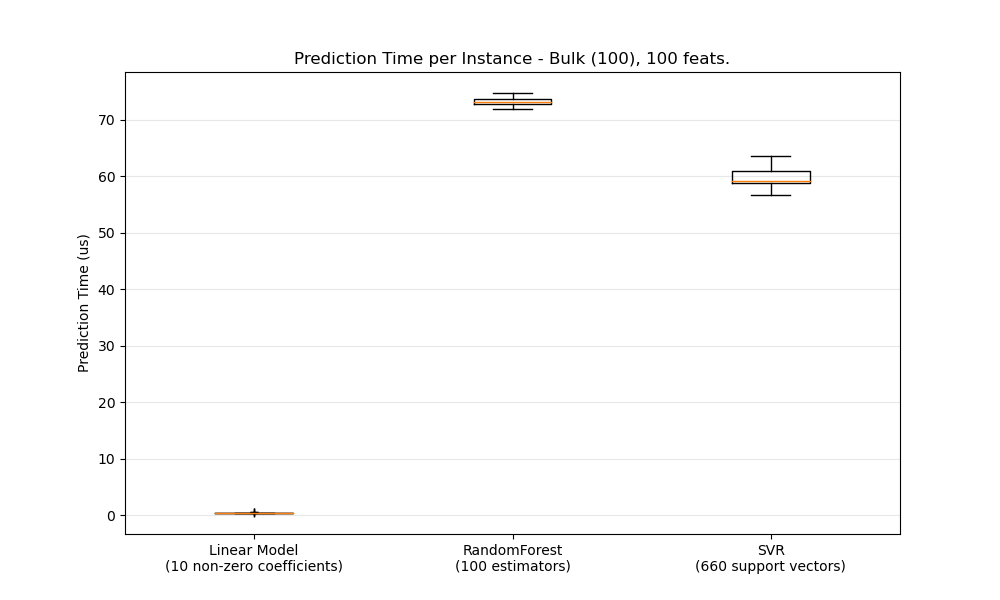 Prediction Time per Instance - Bulk (100), 100 feats.
Prediction Time (us)
70
60
50
40
30
20
10
0
Linear Model
(10 non-zero coefficients)
RandomForest
(100 estimators)
SVR
(660 support vectors)